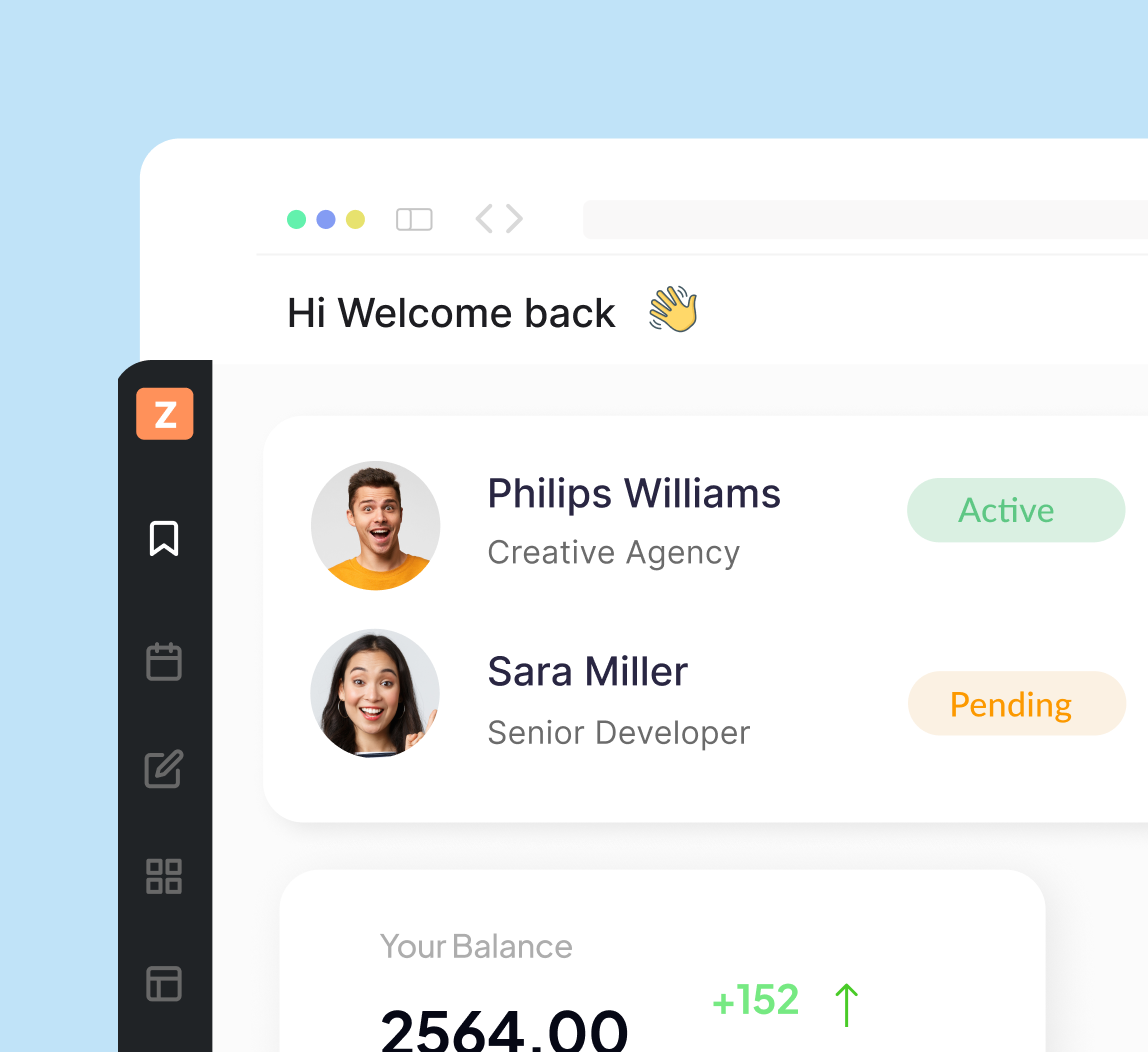 Hi Welcome back 👋
Z
Philips Williams
Creative Agency
Active
Sara Miller
Senior Developer
Pending
Your Balance
+152 ↑
2564.00